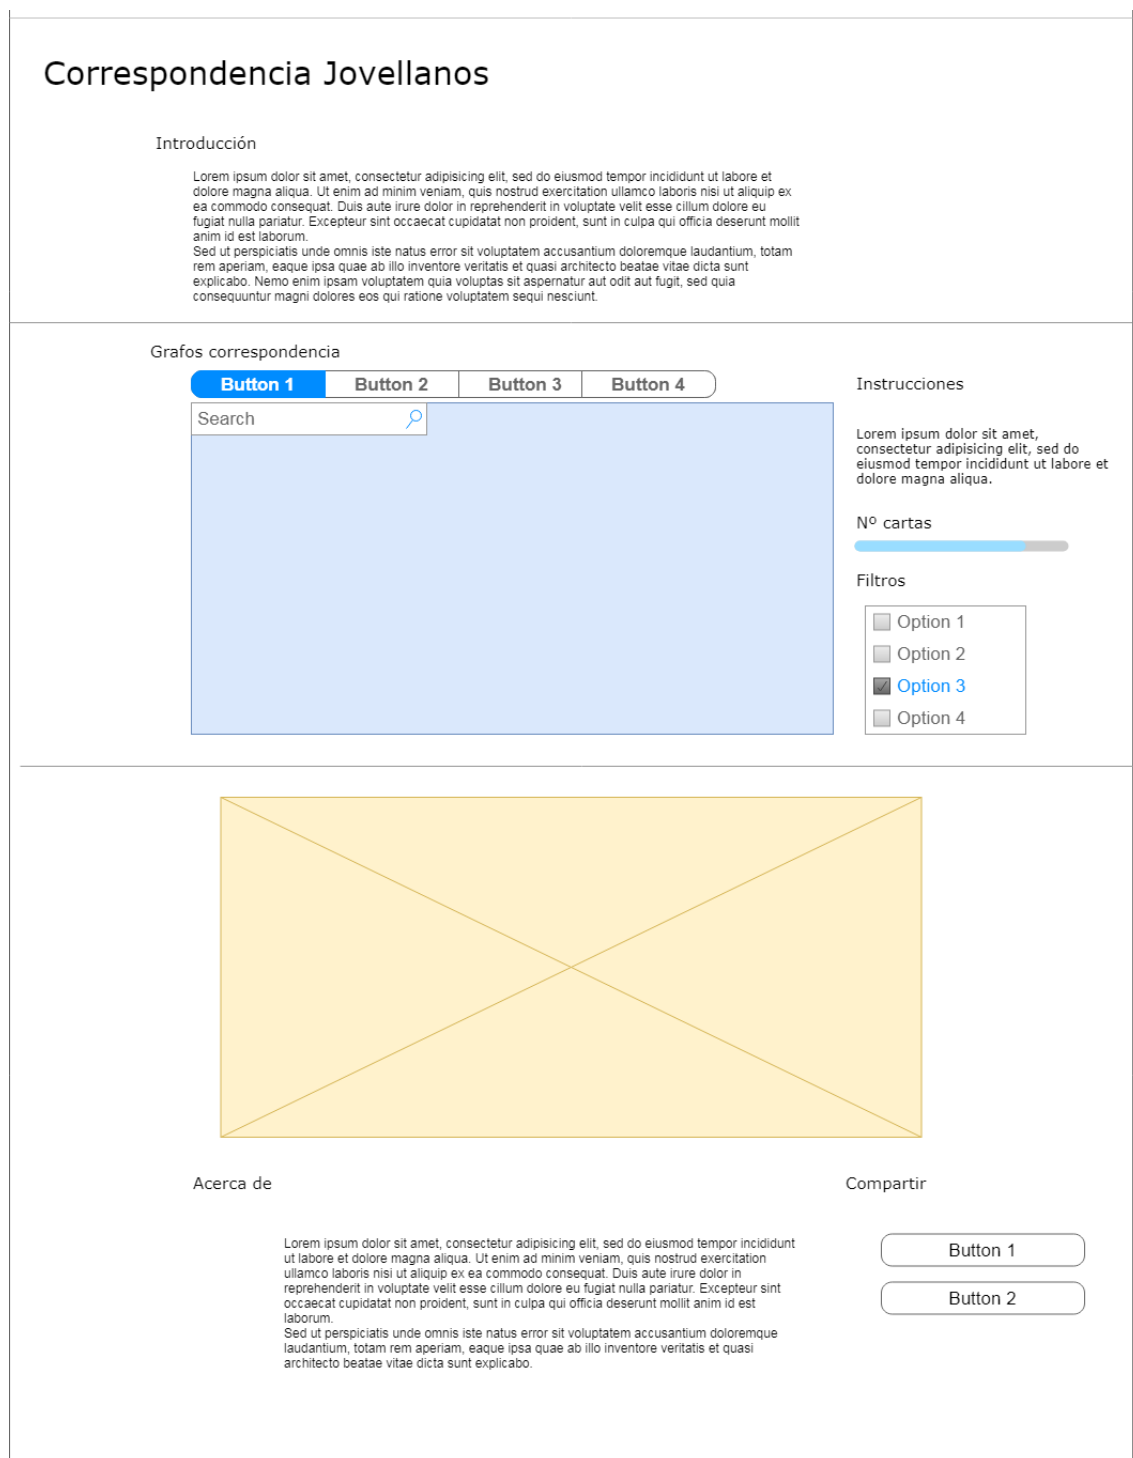 Correspondencia Jovellanos
Introducción
Lorem ipsum dolor sit amet, consectetur adipisicing elit, sed do eiusmod tempor incididunt ut labore et
dolore magna aliqua. Ut enim ad minim veniam, quis nostrud exercitation ullamco laboris nisi ut aliquip ex
ea commodo consequat. Duis aute irure dolor in reprehenderit in voluptate velit esse cillum dolore eu
fugiat nulla pariatur. Excepteur sint occaecat cupidatat non proident, sunt in culpa qui officia deserunt mollit
anim id est laborum.
Sed ut perspiciatis unde omnis iste natus error sit voluptatem accusantium doloremque laudantium, totam
rem aperiam, eaque ipsa quae ab illo inventore veritatis et quasi architecto beatae vitae dicta sunt
explicabo. Nemo enim ipsam voluptatem quia voluptas sit aspernatur aut odit aut fugit, sed quia
consequuntur magni dolores eos qui ratione voluptatem sequi nesciunt.
Grafos correspondencia
Button 1
Button 2
Button 3
Button 4
Search
Instrucciones
Lorem ipsum dolor sit amet,
consectetur adipisicing elit, sed do
eiusmod tempor incididunt ut labore et
dolore magna aliqua.
Nº cartas
Filtros
Option 1
Option 2
Option 3
Option 4
Acerca de
Lorem ipsum dolor sit amet, consectetur adipisicing elit, sed do eiusmod tempor incididunt
ut labore et dolore magna aliqua. Ut enim ad minim veniam, quis nostrud exercitation
ullamco laboris nisi ut aliquip ex ea commodo consequat. Duis aute irure dolor in
reprehenderit in voluptate velit esse cillum dolore eu fugiat nulla pariatur. Excepteur sint
occaecat cupidatat non proident, sunt in culpa qui officia deserunt mollit anim id est
laborum.
Sed ut perspiciatis unde omnis iste natus error sit voluptatem accusantium doloremque
laudantium, totam rem aperiam, eaque ipsa quae ab illo inventore veritatis et quasi
architecto beatae vitae dicta sunt explicabo.
Compartir
Button 1
Button 2